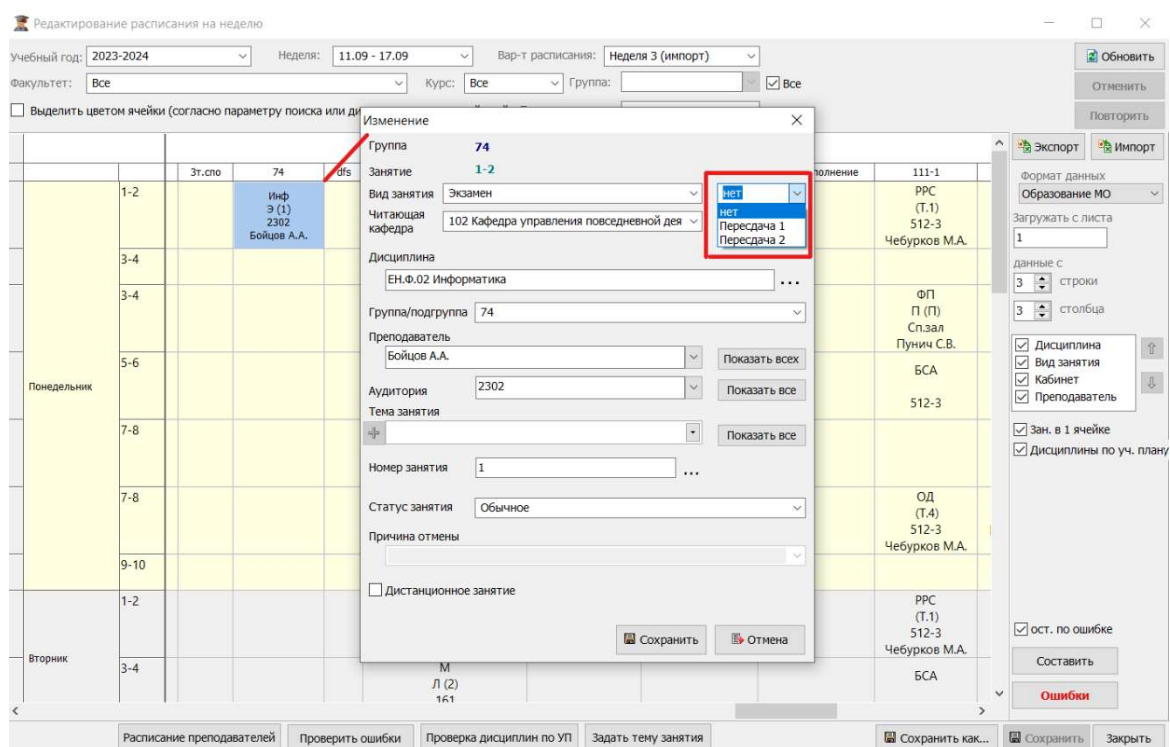 Редактирование расписания на неделю
Учебный год: 2023-2024 Неделя: 11.09 - 17.09 Вар-т расписания: Неделя 3 (импорт) Обновить
Факультет: Все Курс: Все Группа: Все Отменить
Выделить цветом ячейки (согласно параметру поиска или ди
Повторить
Экспорт Импорт
Формат данных
Образование МО
Загружать с листа
1
данные с
3 строки
3 столбца
Дисциплина
Вид занятия
Кабинет
Преподаватель
Зан. в 1 ячейке
Дисциплины по уч. плану
ост. по ошибке
Составить
Ошибки
3т.спо 74 dfs полнение 111-1
Понедельник
1-2
Инф
Э (1)
2302
Бойцов А.А.
РРС
(Т.1)
512-3
Чебурков М.А.
3-4
3-4
ФП
П (П)
Сп.зал
Пунич С.В.
5-6
БСА
512-3
7-8
7-8
ОД
(Т.4)
512-3
Чебурков М.А.
9-10
Вторник
1-2
РРС
(Т.1)
512-3
Чебурков М.А.
3-4
М
Л (2)
161
БСА
Изменение
Группа 74
Занятие 1-2
Вид занятия Экзамен нет
нет
Пересдача 1
Пересдача 2
Читающая
кафедра
102 Кафедра управления повседневной дея
Дисциплина
ЕН.Ф.02 Информатика ...
Группа/подгруппа 74
Преподаватель
Бойцов А.А. Показать всех
Аудитория 2302 Показать все
Тема занятия
Показать все
Номер занятия 1 ...
Статус занятия Обычное
Причина отмены
Дистанционное занятие
Сохранить Отмена
Расписание преподавателей Проверить ошибки Проверка дисциплин по УП Задать тему занятия Сохранить как... Сохранить Закрыть